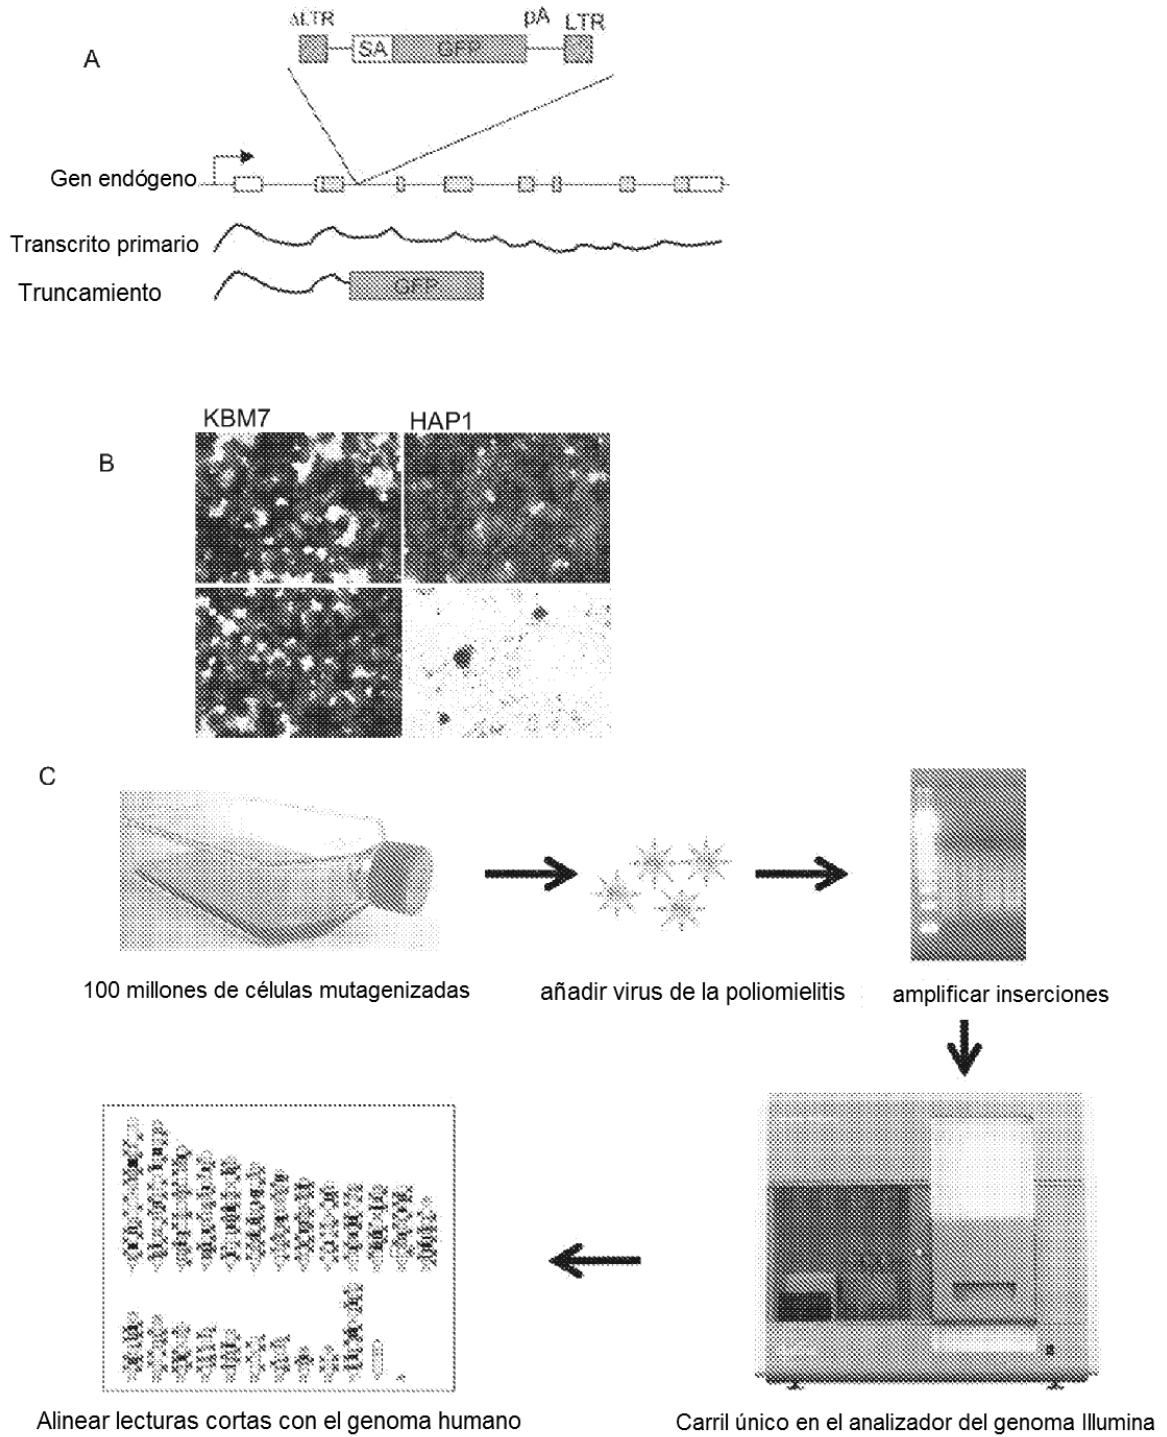 A
ΔLTR
pA
LTR
SA
GFP
Gen endógeno
Transcrito primario
Truncamiento
GFP
B
KBM7
HAP1
C
100 millones de células mutagenizadas
añadir virus de la poliomielitis
amplificar inserciones
Alinear lecturas cortas con el genoma humano
Carril único en el analizador del genoma Illumina